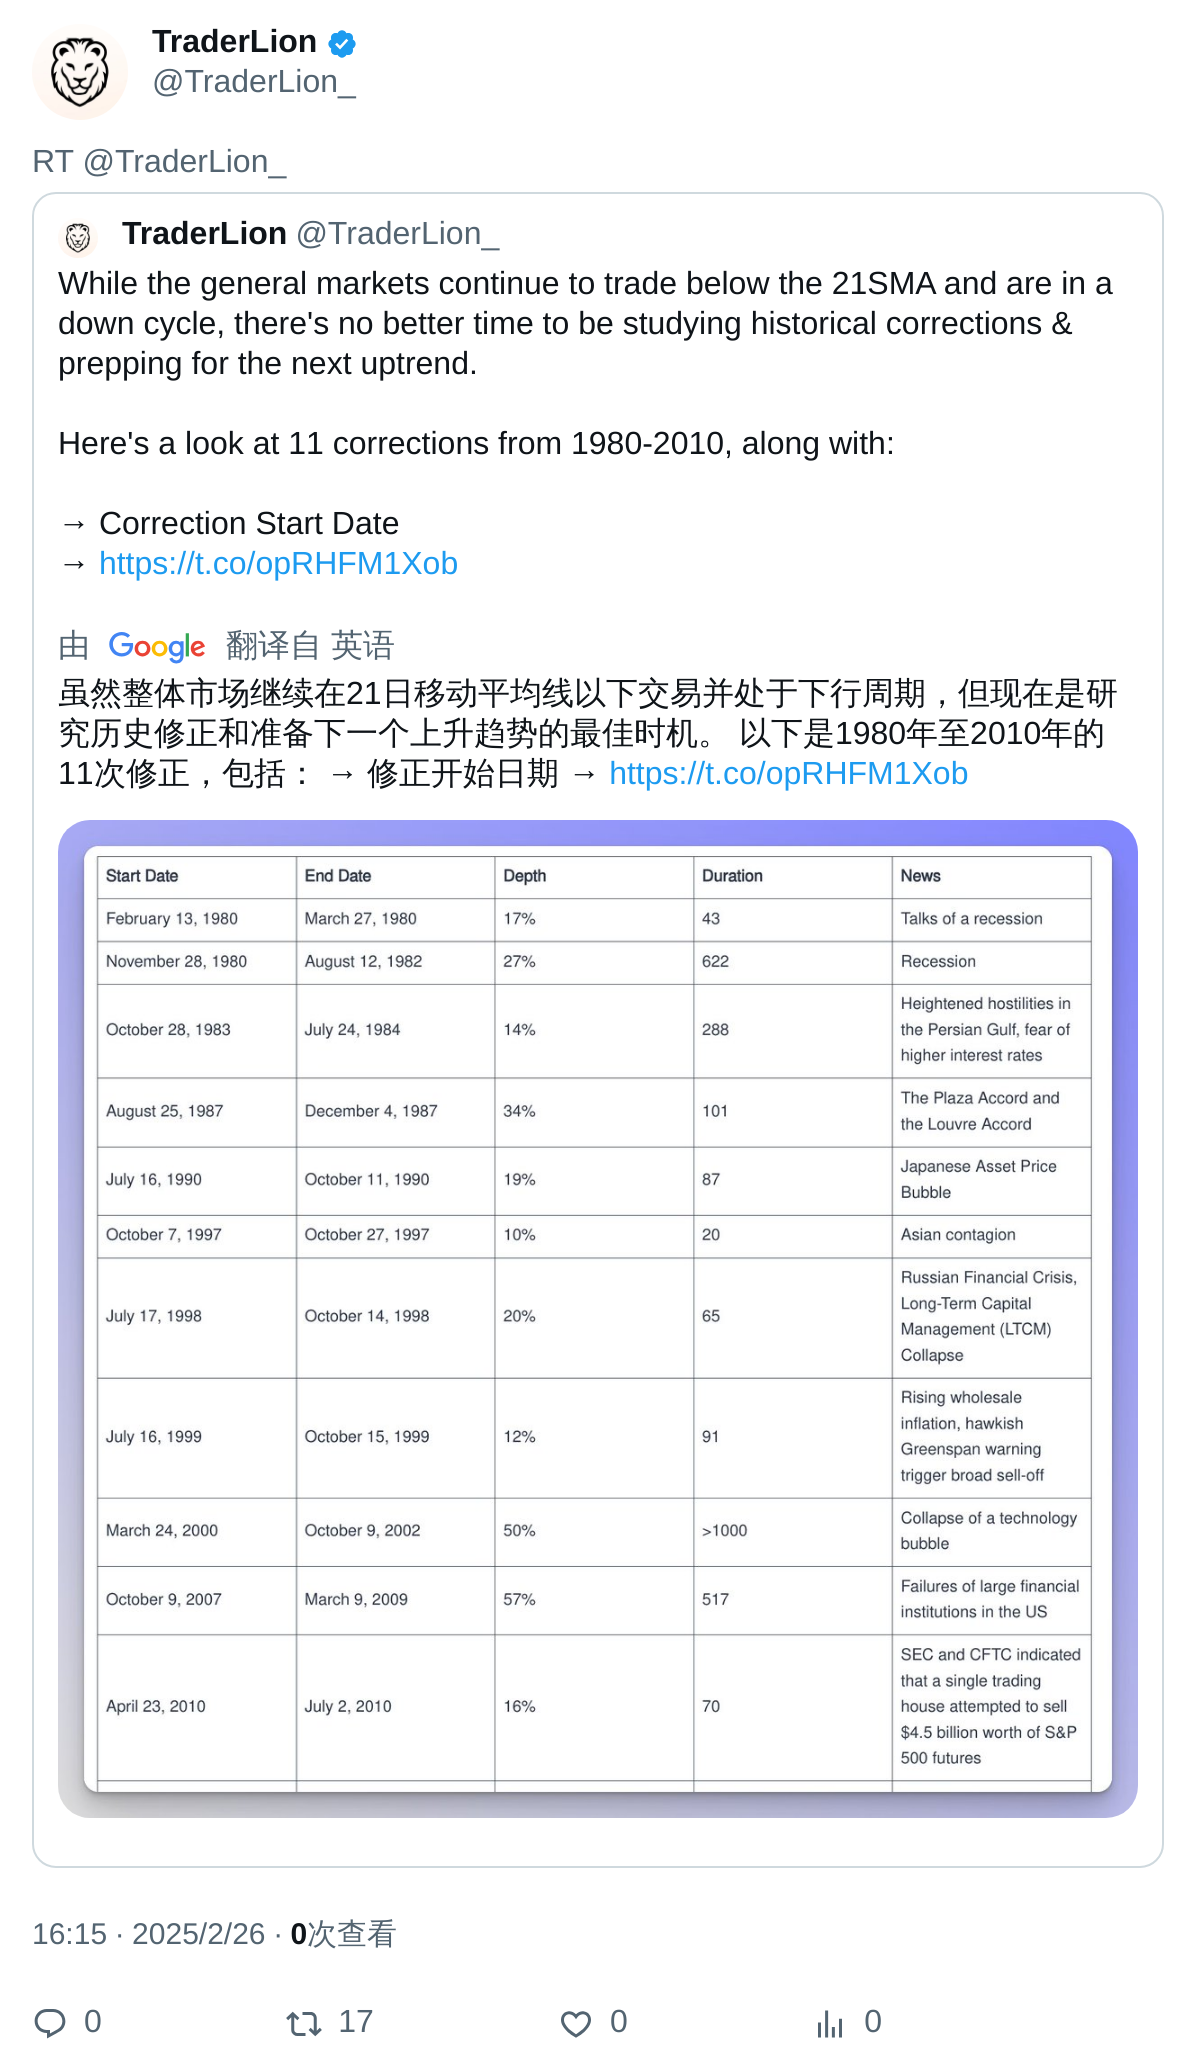 TraderLion
@TraderLion_
RT @TraderLion_
TraderLion @TraderLion_
While the general markets continue to trade below the 21SMA and are in a
down cycle, there's no better time to be studying historical corrections &
prepping for the next uptrend.
Here's a look at 11 corrections from 1980-2010, along with:
→ Correction Start Date
→ https://t.co/opRHFM1Xob
由 Google 翻译自 英语
虽然整体市场继续在21日移动平均线以下交易并处于下行周期，但现在是研
究历史修正和准备下一个上升趋势的最佳时机。 以下是1980年至2010年的
11次修正，包括： → 修正开始日期 → https://t.co/opRHFM1Xob
Start Date End Date Depth Duration News
February 13, 1980 March 27, 1980 17% 43 Talks of a recession
November 28, 1980 August 12, 1982 27% 622 Recession
Heightened hostilities in
October 28, 1983 July 24, 1984 14% 288 the Persian Gulf, fear of
higher interest rates
August 25, 1987 December 4, 1987 34% 101 The Plaza Accord and
the Louvre Accord
July 16, 1990 October 11, 1990 19% 87 Japanese Asset Price
Bubble
October 7, 1997 October 27, 1997 10% 20 Asian contagion
Russian Financial Crisis,
July 17, 1998 October 14, 1998 20% 65 Long-Term Capital
Management (LTCM)
Collapse
Rising wholesale
July 16, 1999 October 15, 1999 12% 91 inflation, hawkish
Greenspan warning
trigger broad sell-off
March 24, 2000 October 9, 2002 50% >1000 Collapse of a technology
bubble
October 9, 2007 March 9, 2009 57% 517 Failures of large financial
institutions in the US
SEC and CFTC indicated
that a single trading
April 23, 2010 July 2, 2010 16% 70 house attempted to sell
$4.5 billion worth of S&P
500 futures
16:15 · 2025/2/26 · 0次查看
0 17 0 0